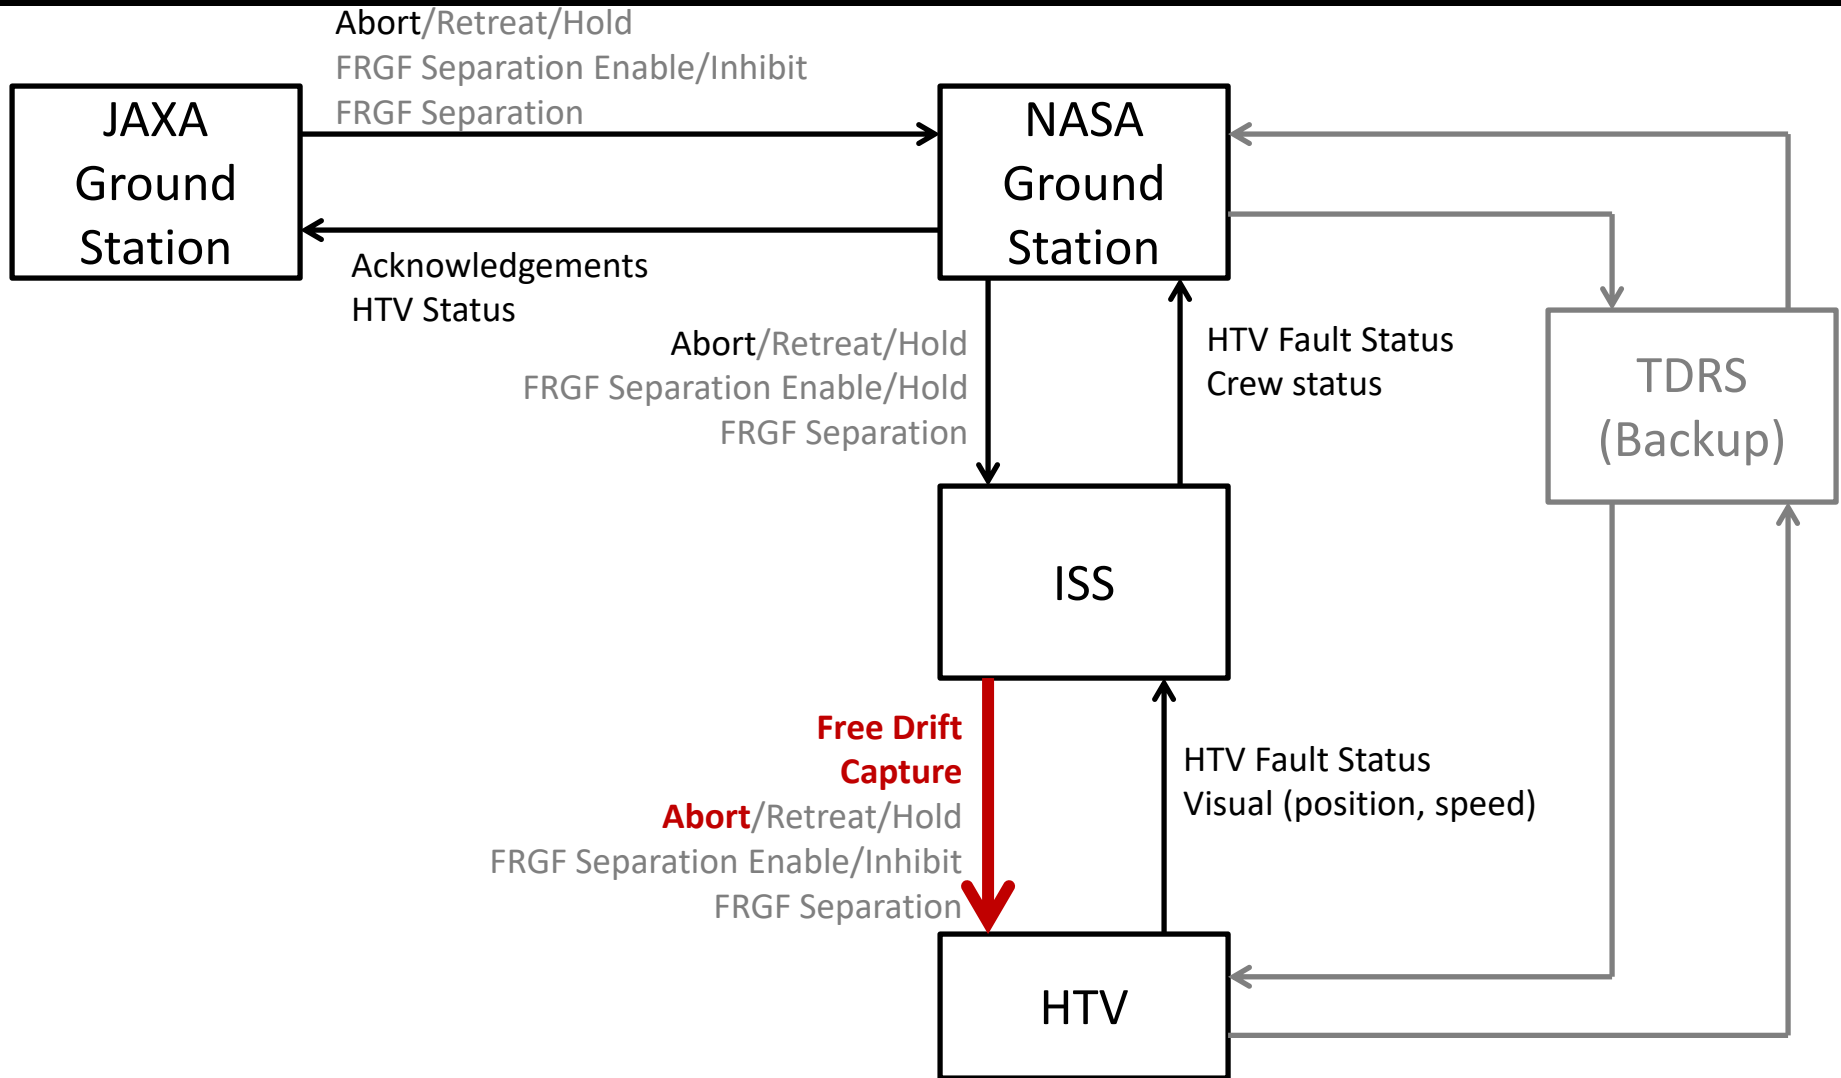 Abort/Retreat/Hold
FRGF Separation Enable/Inhibit
FRGF Separation
JAXA
Ground
Station
NASA
Ground
Station
Acknowledgements
HTV Status
Abort/Retreat/Hold
FRGF Separation Enable/Hold
FRGF Separation
HTV Fault Status
Crew status
TDRS
(Backup)
ISS
Free Drift
Capture
Abort/Retreat/Hold
FRGF Separation Enable/Inhibit
FRGF Separation
HTV Fault Status
Visual (position, speed)
HTV